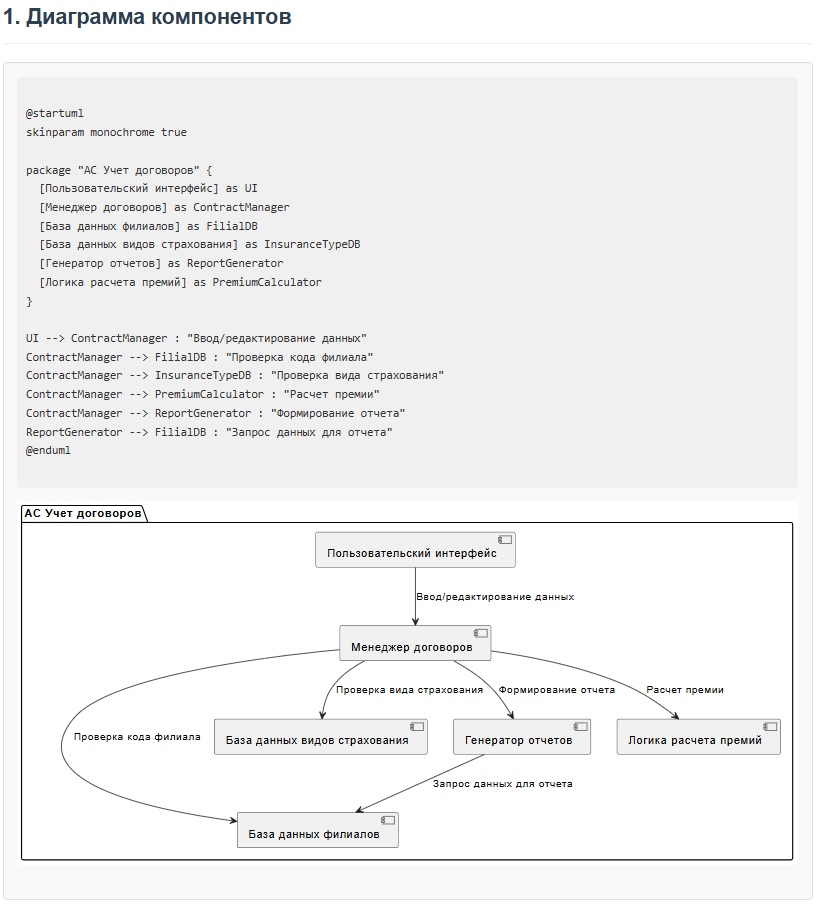 1. Диаграмма компонентов
@startuml
skinparam monochrome true
package "АС Учет договоров" {
[Пользовательский интерфейс] as UI
[Менеджер договоров] as ContractManager
[База данных филиалов] as FilialDB
[База данных видов страхования] as InsuranceTypeDB
[Генератор отчетов] as ReportGenerator
[Логика расчета премий] as PremiumCalculator
}
UI --> ContractManager : "Ввод/редактирование данных"
ContractManager --> FilialDB : "Проверка кода филиала"
ContractManager --> InsuranceTypeDB : "Проверка вида страхования"
ContractManager --> PremiumCalculator : "Расчет премии"
ContractManager --> ReportGenerator : "Формирование отчета"
ReportGenerator --> FilialDB : "Запрос данных для отчета"
@enduml
АС Учет договоров
Пользовательский интерфейс
Ввод/редактирование данных
Менеджер договоров
Проверка вида страхования
Формирование отчета
Расчет премии
Проверка кода филиала
База данных видов страхования
Генератор отчетов
Логика расчета премий
Запрос данных для отчета
База данных филиалов